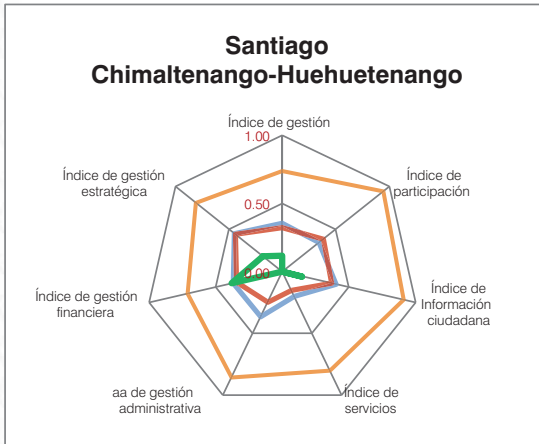 Santiago
Chimaltenango-Huehuetenango
Índice de gestión
1.00
Índice de gestión
estratégica
Índice de
participación
0.50
0.00
Índice de gestión
financiera
Índice de
Información
ciudadana
aa de gestión
administrativa
Índice de
servicios